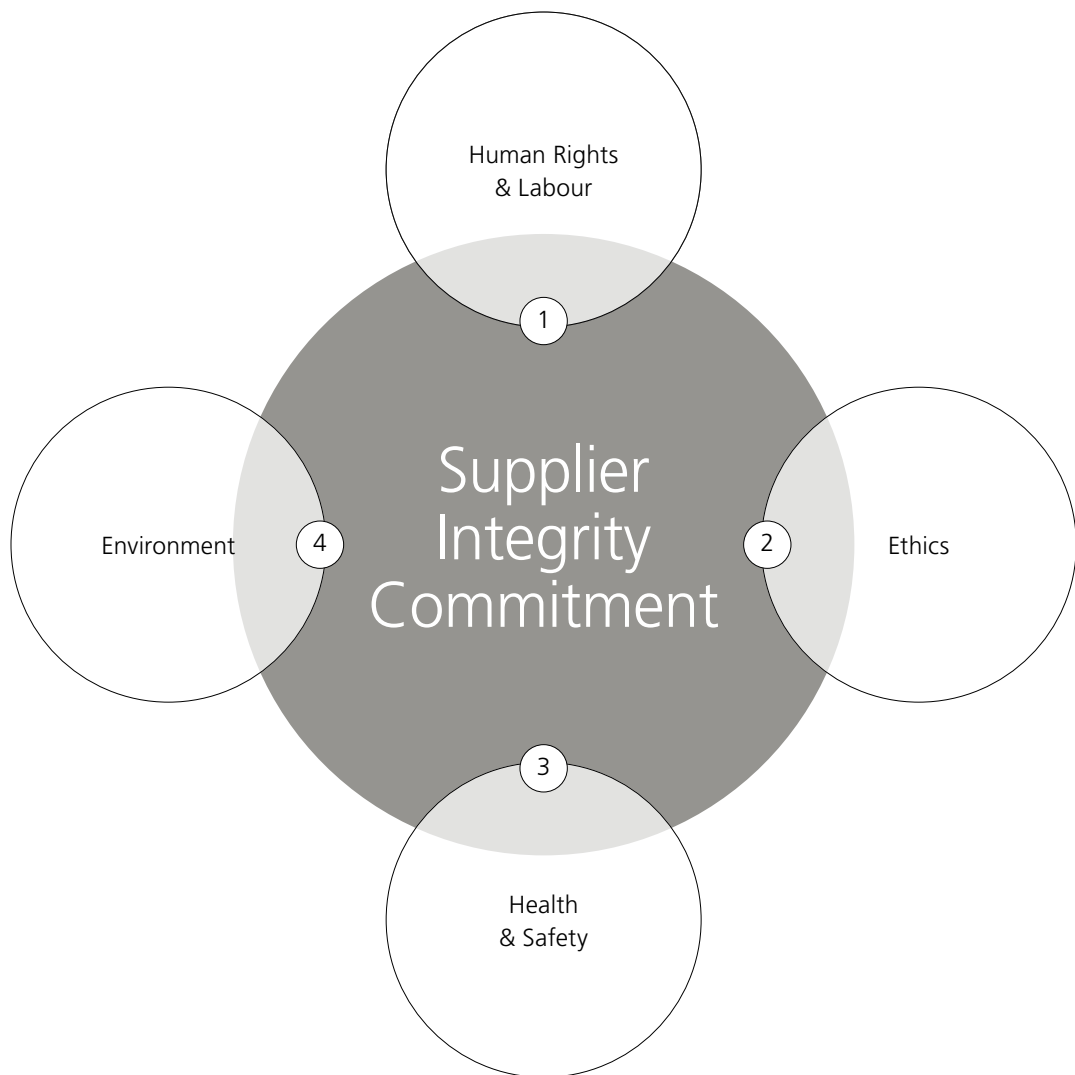 Human Rights
& Labour
1
Supplier
Integrity
Commitment
Environment
4
2
Ethics
3
Health
& Safety